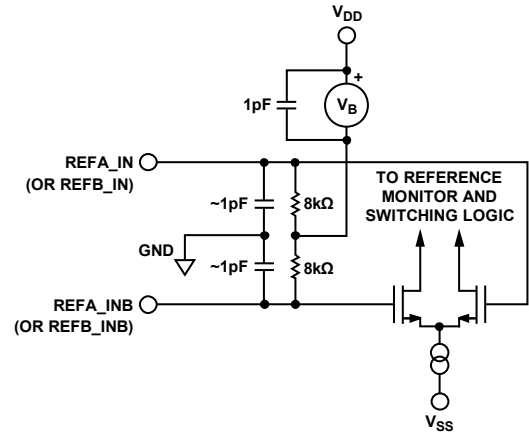 VDD
1pF
+
VB
REFA_IN
(OR REFB_IN)
TO REFERENCE
MONITOR AND
SWITCHING LOGIC
~1pF
8kΩ
GND
~1pF
8kΩ
REFA_INB
(OR REFB_INB)
VSS